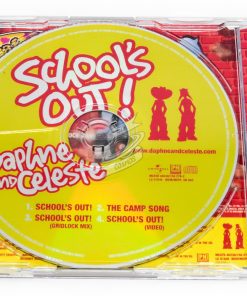 SCHOOL'S
OUT!
DAPHNE
AND CELESTE
www.daphneandceleste.com
1 SCHOOL'S OUT! 2 THE CAMP SONG
3 SCHOOL'S OUT! 4 SCHOOL'S OUT!
(GRIDLOCK MIX) (VIDEO)